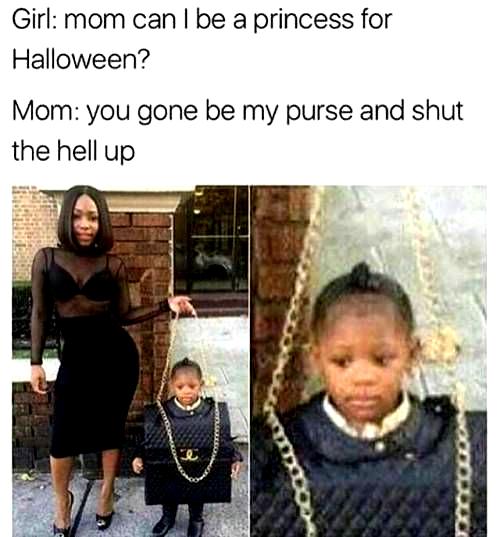 Girl: mom can I be a princess for
Halloween?
Mom: you gone be my purse and shut
the hell up